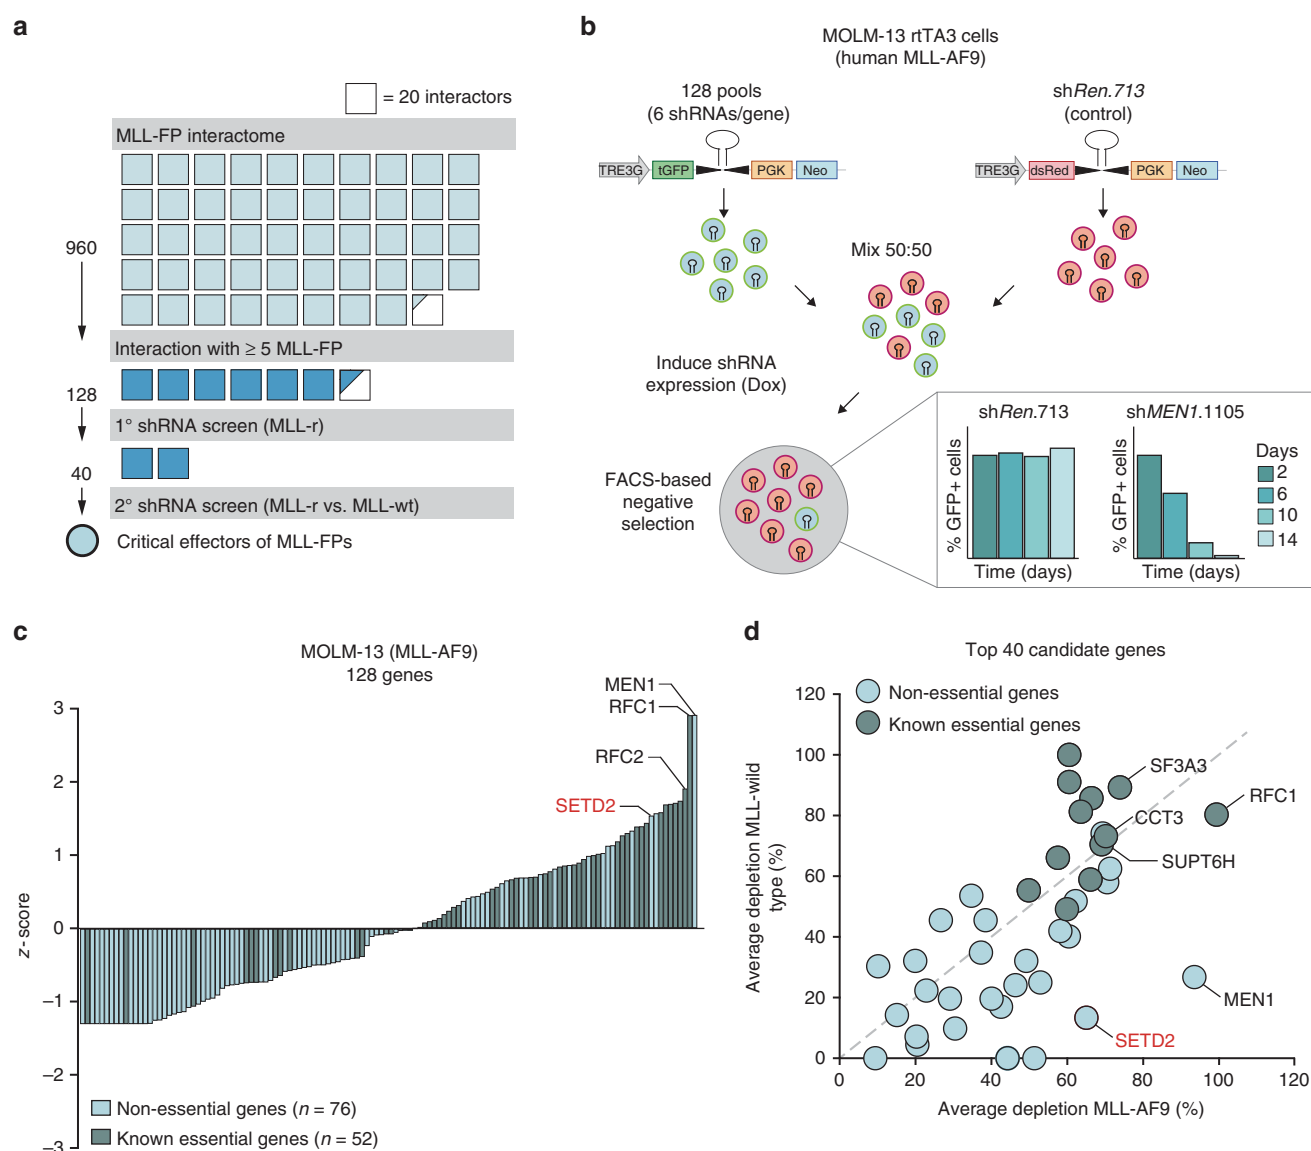 a
= 20 interactors
MLL-FP interactome
960
Interaction with ≥ 5 MLL-FP
128
1° shRNA screen (MLL-r)
40
2° shRNA screen (MLL-r vs. MLL-wt)
Critical effectors of MLL-FPs
b
MOLM-13 rtTA3 cells
(human MLL-AF9)
128 pools
(6 shRNAs/gene)
shRen.713
(control)
TRE3G
tGFP
PGK
Neo
TRE3G
dsRed
PGK
Neo
Mix 50:50
Induce shRNA
expression (Dox)
FACS-based
negative
selection
shRen.713
% GFP+ cells
Time (days)
shMEN1.1105
% GFP+ cells
Time (days)
Days
2
6
10
14
c
MOLM-13 (MLL-AF9)
128 genes
z-score
3
2
1
0
–1
–2
–3
MEN1
RFC1
RFC2
SETD2
Non-essential genes (n = 76)
Known essential genes (n = 52)
d
Top 40 candidate genes
Non-essential genes
Known essential genes
Average depletion MLL-wild
type (%)
120
100
80
60
40
20
0
SF3A3
RFC1
CCT3
SUPT6H
MEN1
SETD2
0
20
40
60
80
100
120
Average depletion MLL-AF9 (%)